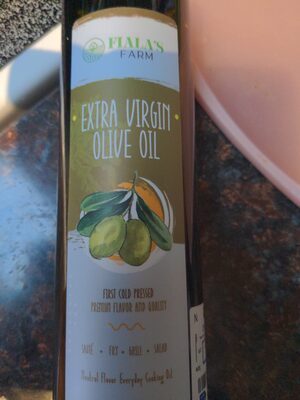 FIALA'S
FARM
EXTRA VIRGIN
OLIVE OIL
FIRST COLD PRESSED
PREMIUM FLAVOR AND QUALITY
SAUTÉ • FRY • GRILL • SALAD
Neutral Flavor Everyday Cooking Oil